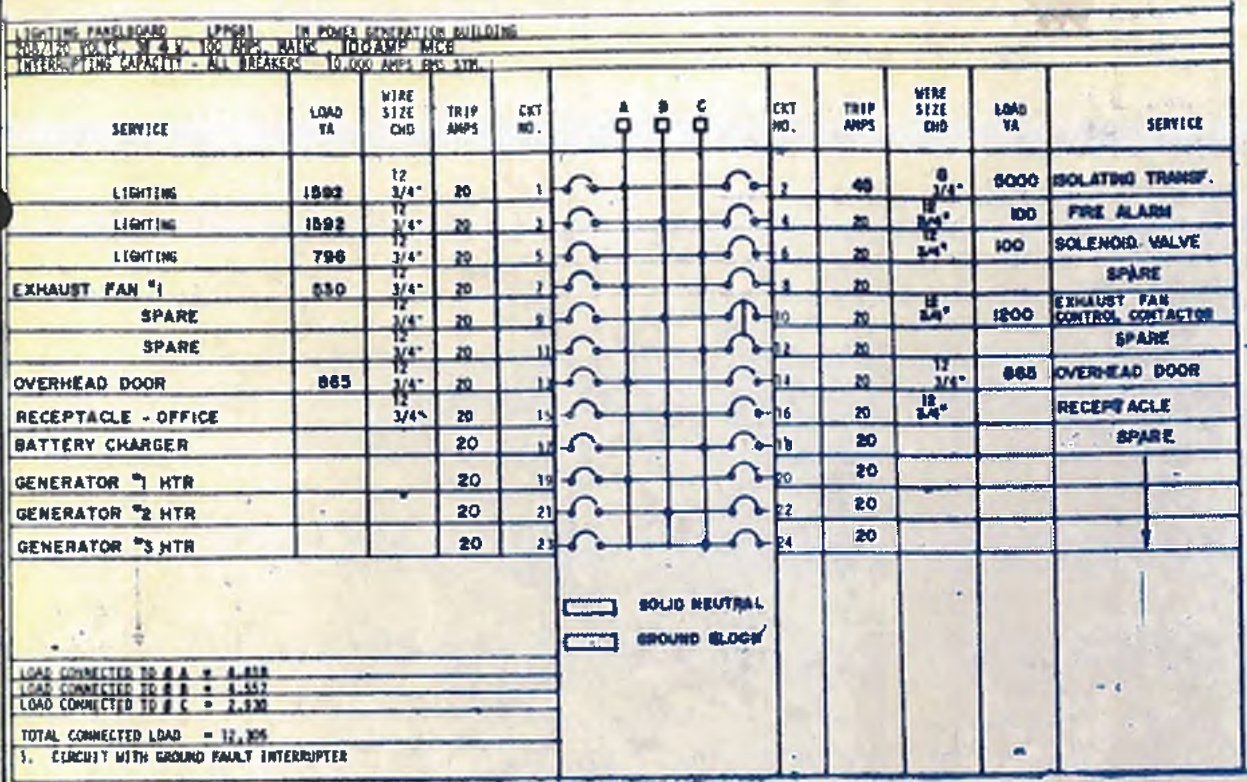 LIGHTING PANELBOARD LPPGB1 IN POWER GENERATION BUILDING
208/120 VOLTS, 4 W, 100 AMPS, MAINS, 100 AMP MCB
INTERRUPTING CAPACITY - ALL BREAKERS 10,000 AMPS RMS SYM.
SERVICE LOAD VA WIRE SIZE CND TRIP AMPS CKT NO. A B C CKT NO. TRIP AMPS WIRE SIZE CND LOAD VA SERVICE
LIGHTING 1592 12 3/4" 20 1 2 40 8 3/4" 5000 ISOLATING TRANSF.
LIGHTING 1592 12 3/4" 20 3 4 20 12 3/4" 100 FIRE ALARM
LIGHTING 796 12 3/4" 20 5 6 20 12 3/4" 100 SOLENOID VALVE
EXHAUST FAN #1 12 3/4" 20 7 8 20 SPARE
SPARE 12 3/4" 20 9 10 20 12 3/4" 1200 EXHAUST FAN CONTROL CONTACTOR
SPARE 12 3/4" 20 11 12 20 SPARE
OVERHEAD DOOR 865 12 3/4" 20 13 14 20 12 3/4" 865 OVERHEAD DOOR
RECEPTACLE - OFFICE 12 3/4" 20 15 16 20 12 3/4" RECEPTACLE
BATTERY CHARGER 20 17 18 20 SPARE
GENERATOR #1 HTR 20 19 20 20
GENERATOR #2 HTR 20 21 22 20
GENERATOR #3 HTR 20 23 24 20
SOLID NEUTRAL
GROUND BLOCK
LOAD CONNECTED TO Ø A =
LOAD CONNECTED TO Ø B =
LOAD CONNECTED TO Ø C =
TOTAL CONNECTED LOAD =
CIRCUIT WITH GROUND FAULT INTERRUPTER